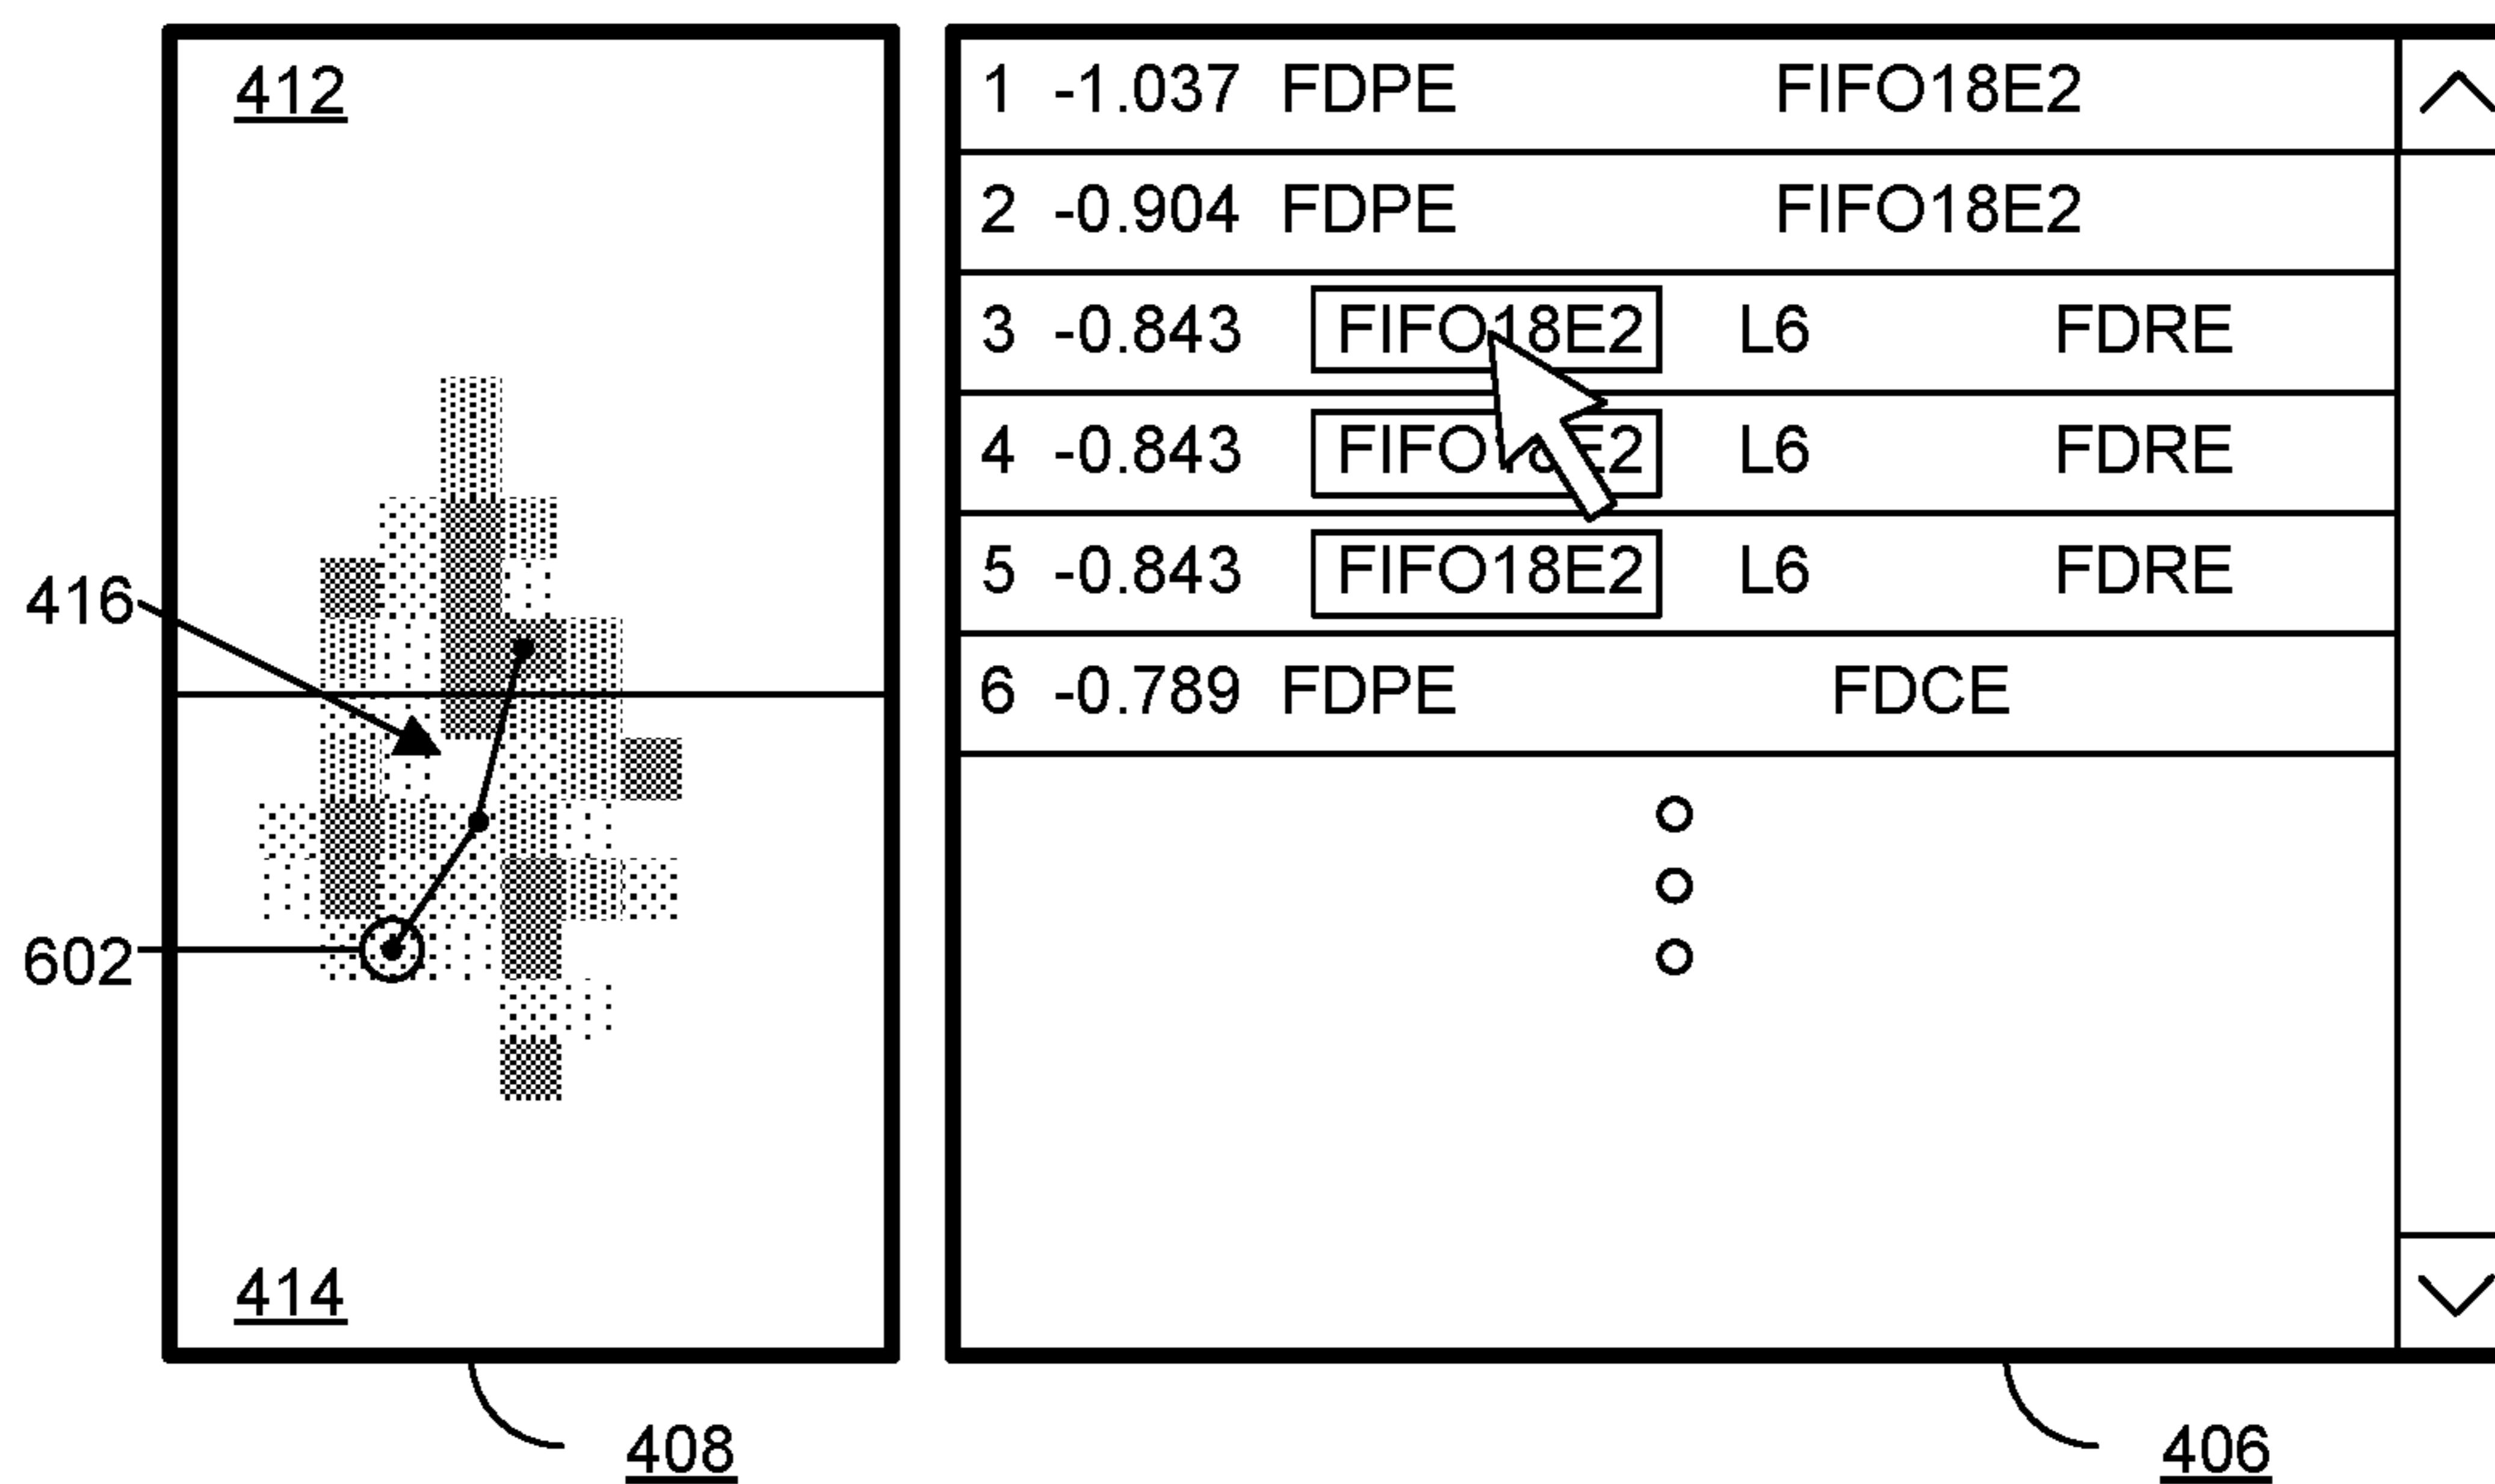 412
416
602
414
408
1 -1.037 FDPE FIFO18E2
2 -0.904 FDPE FIFO18E2
3 -0.843 FIFO18E2 L6 FDRE
4 -0.843 FIFO18E2 L6 FDRE
5 -0.843 FIFO18E2 L6 FDRE
6 -0.789 FDPE FDCE
406